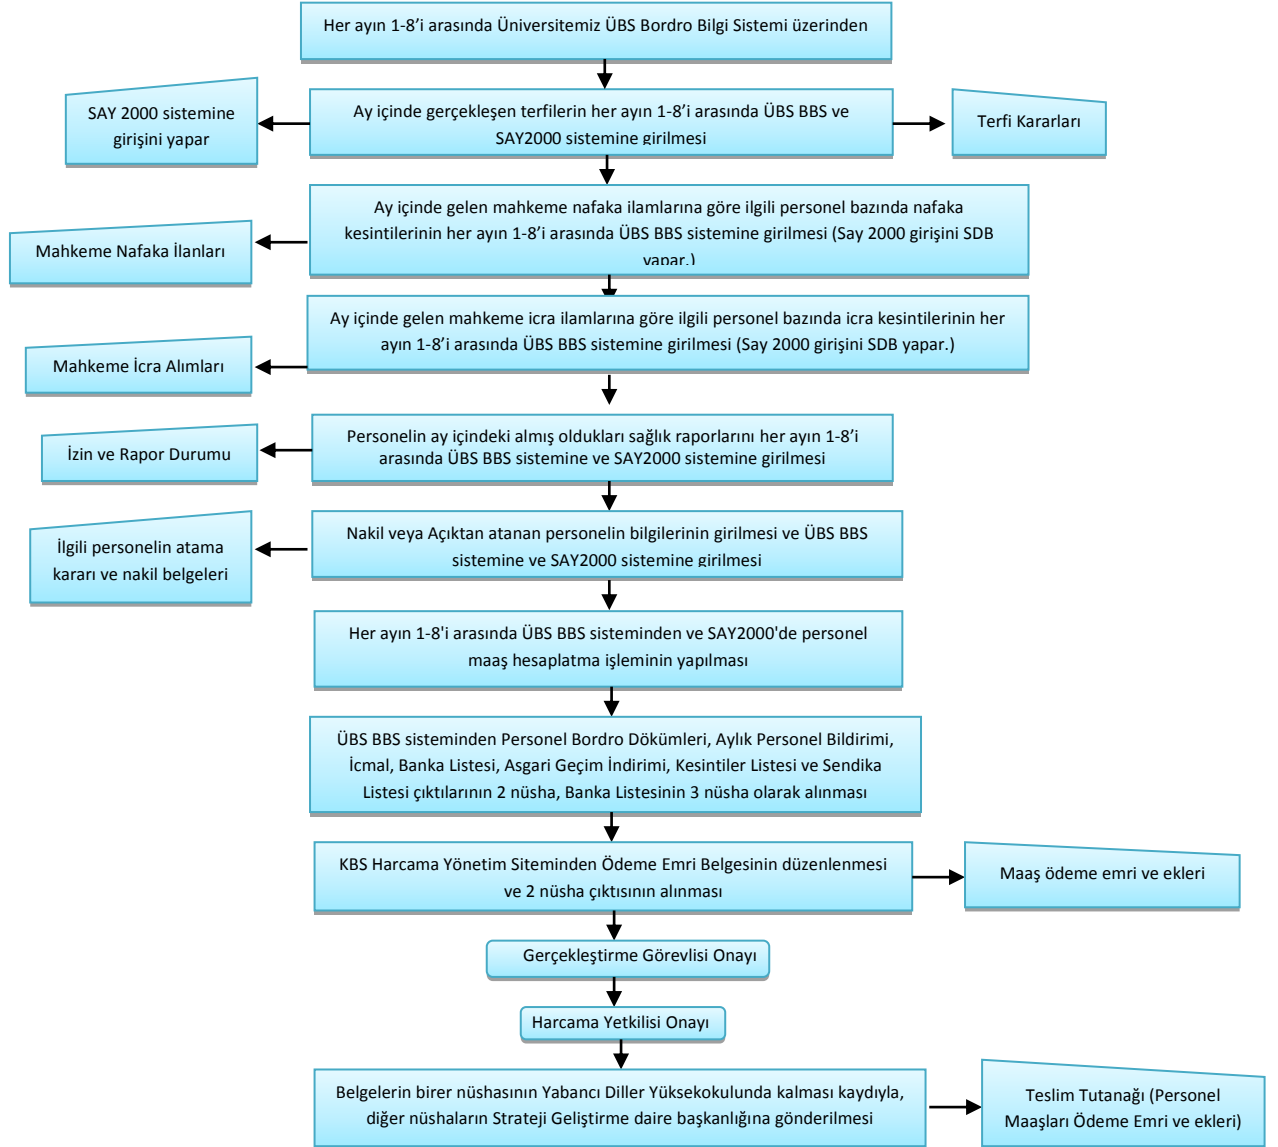 Her ayın 1-8’i arasında Üniversitemiz ÜBS Bordro Bilgi Sistemi üzerinden
SAY 2000 sistemine
girişini yapar
Ay içinde gerçekleşen terfilerin her ayın 1-8’i arasında ÜBS BBS ve
SAY2000 sistemine girilmesi
Terfi Kararları
Ay içinde gelen mahkeme nafaka ilamlarına göre ilgili personel bazında nafaka
kesintilerinin her ayın 1-8’i arasında ÜBS BBS sistemine girilmesi (Say 2000 girişini SDB
yapar.)
Mahkeme Nafaka İlanları
Ay içinde gelen mahkeme icra ilamlarına göre ilgili personel bazında icra kesintilerinin her
ayın 1-8’i arasında ÜBS BBS sistemine girilmesi (Say 2000 girişini SDB yapar.)
Mahkeme İcra Alımları
Personelin ay içindeki almış oldukları sağlık raporlarını her ayın 1-8’i
arasında ÜBS BBS sistemine ve SAY2000 sistemine girilmesi
İzin ve Rapor Durumu
Nakil veya Açıktan atanan personelin bilgilerinin girilmesi ve ÜBS BBS
sistemine ve SAY2000 sistemine girilmesi
İlgili personelin atama
kararı ve nakil belgeleri
Her ayın 1-8'i arasında ÜBS BBS sisteminden ve SAY2000'de personel
maaş hesaplatma işleminin yapılması
ÜBS BBS sisteminden Personel Bordro Dökümleri, Aylık Personel Bildirimi,
İcmal, Banka Listesi, Asgari Geçim İndirimi, Kesintiler Listesi ve Sendika
Listesi çıktılarının 2 nüsha, Banka Listesinin 3 nüsha olarak alınması
KBS Harcama Yönetim Siteminden Ödeme Emri Belgesinin düzenlenmesi
ve 2 nüsha çıktısının alınması
Maaş ödeme emri ve ekleri
Gerçekleştirme Görevlisi Onayı
Harcama Yetkilisi Onayı
Belgelerin birer nüshasının Yabancı Diller Yüksekokulunda kalması kaydıyla,
diğer nüshaların Strateji Geliştirme daire başkanlığına gönderilmesi
Teslim Tutanağı (Personel
Maaşları Ödeme Emri ve ekleri)